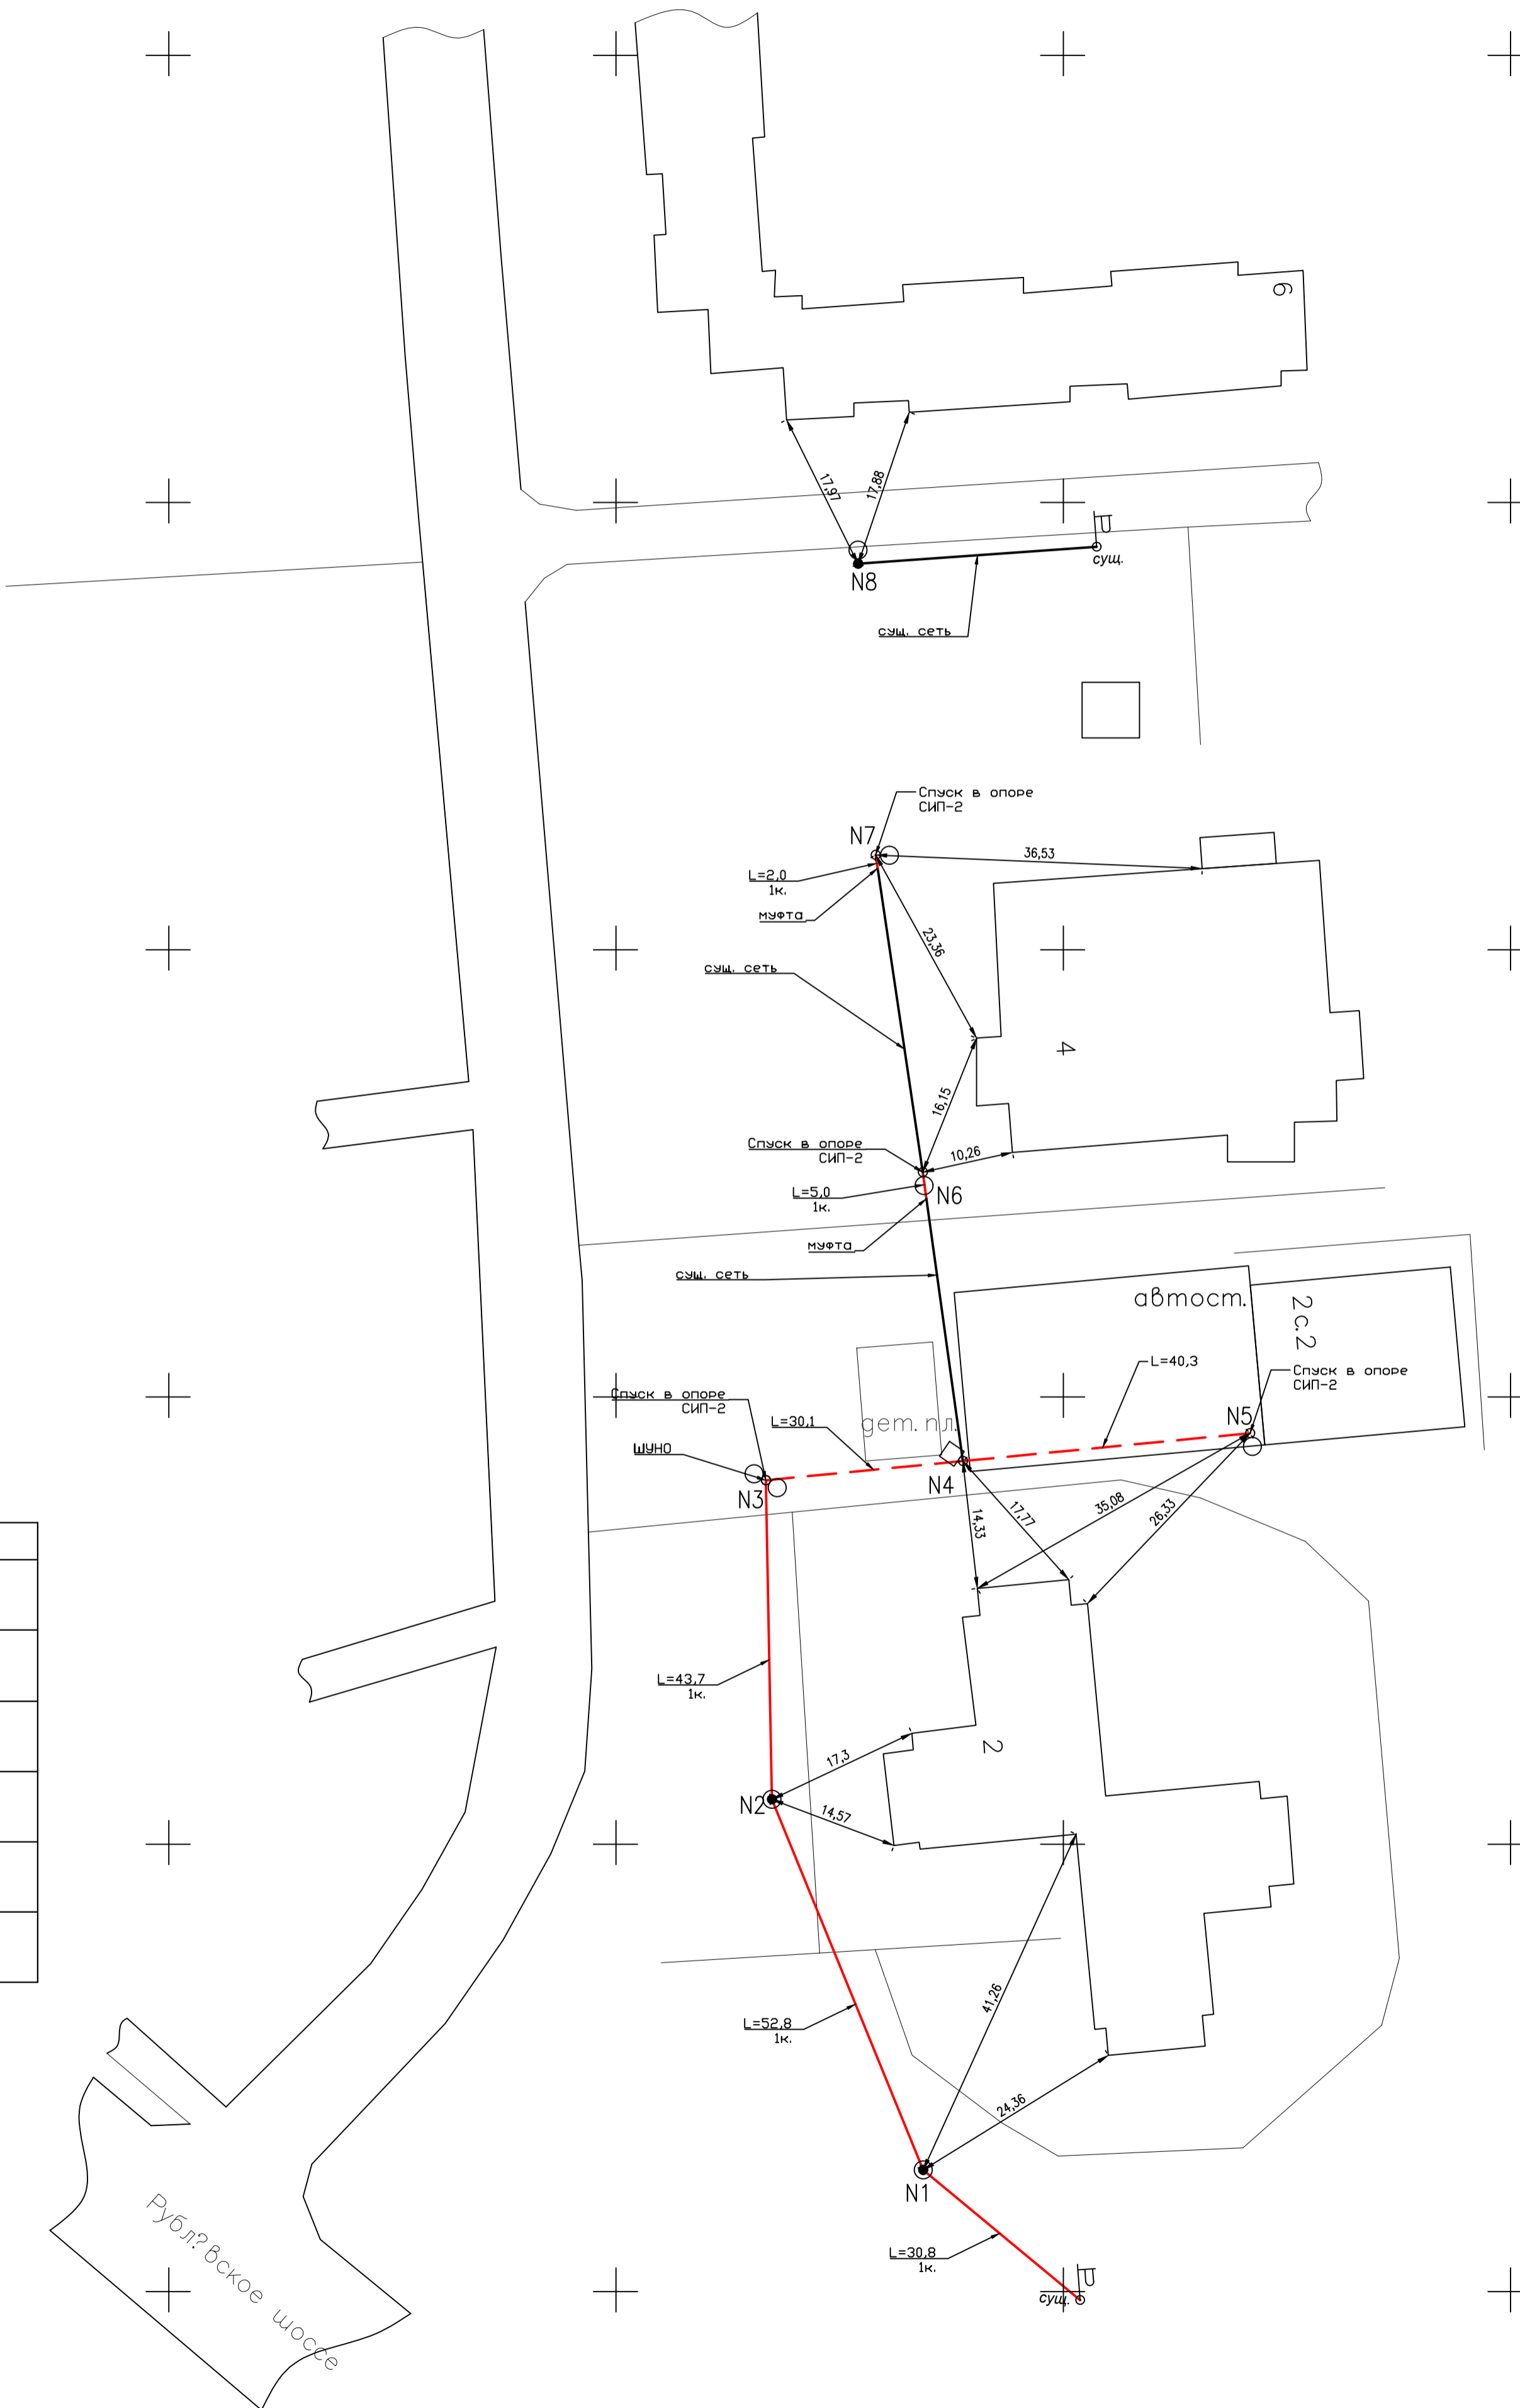 6
17,97
17,88
сущ.
N8
сущ. сеть
Спуск в опоре
СИП-2
N7
36,53
L=2,0
1к.
муфта
23,36
сущ. сеть
4
16,15
Спуск в опоре
СИП-2
10,26
L=5,0
1к.
N6
муфта
сущ. сеть
автост.
2с.2
L=40,3
Спуск в опоре
СИП-2
Спуск в опоре
СИП-2
N5
L=30,1
дет. пл.
ШУНО
N4
N3
35,08
17,77
14,33
26,33
L=43,7
1к.
2
17,3
N2
14,57
41,26
L=52,8
1к.
24,36
N1
Рубл?вское шоссе
L=30,8
1к.
сущ.